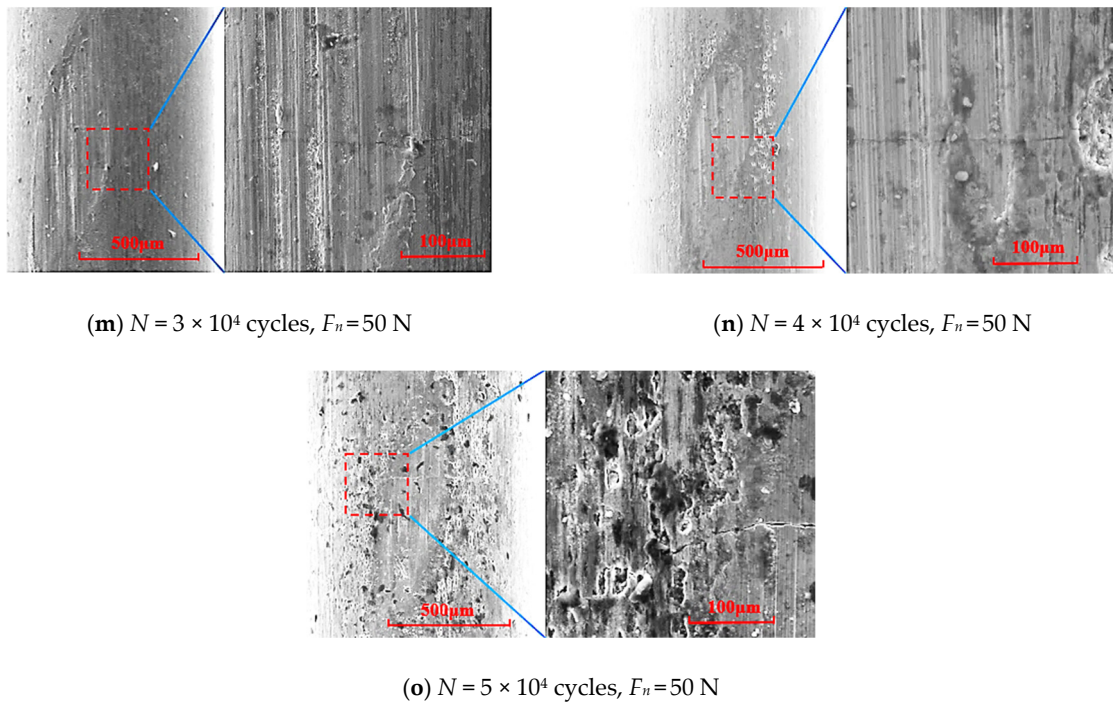 500μm
100μm
500μm
100μm
(m) N = 3 × 10⁴ cycles, Fₙ = 50 N
(n) N = 4 × 10⁴ cycles, Fₙ = 50 N
500μm
100μm
(o) N = 5 × 10⁴ cycles, Fₙ = 50 N